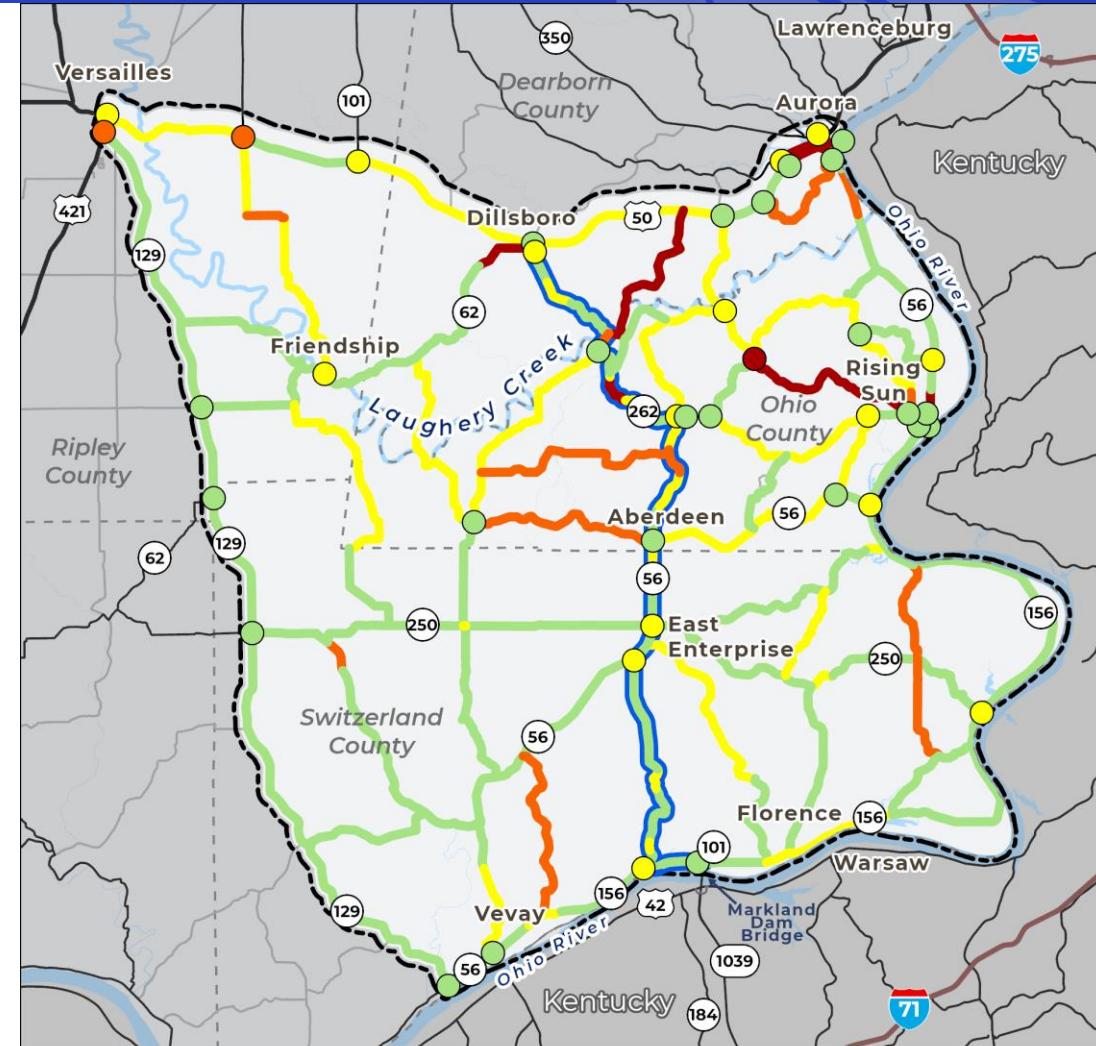 Lawrenceburg
350
275
Versailles
Dearborn
County
101
Aurora
Kentucky
421
Dillsboro
50
129
Ohio River
56
62
Friendship
Rising
Sun
Laughery Creek
262
Ohio
County
Ripley
County
56
Aberdeen
129
62
56
156
250
East
Enterprise
250
Switzerland
County
56
Florence
156
101
Warsaw
156
42
129
Vevay
Markland
Dam
Bridge
56
Ohio River
1039
Kentucky
184
71